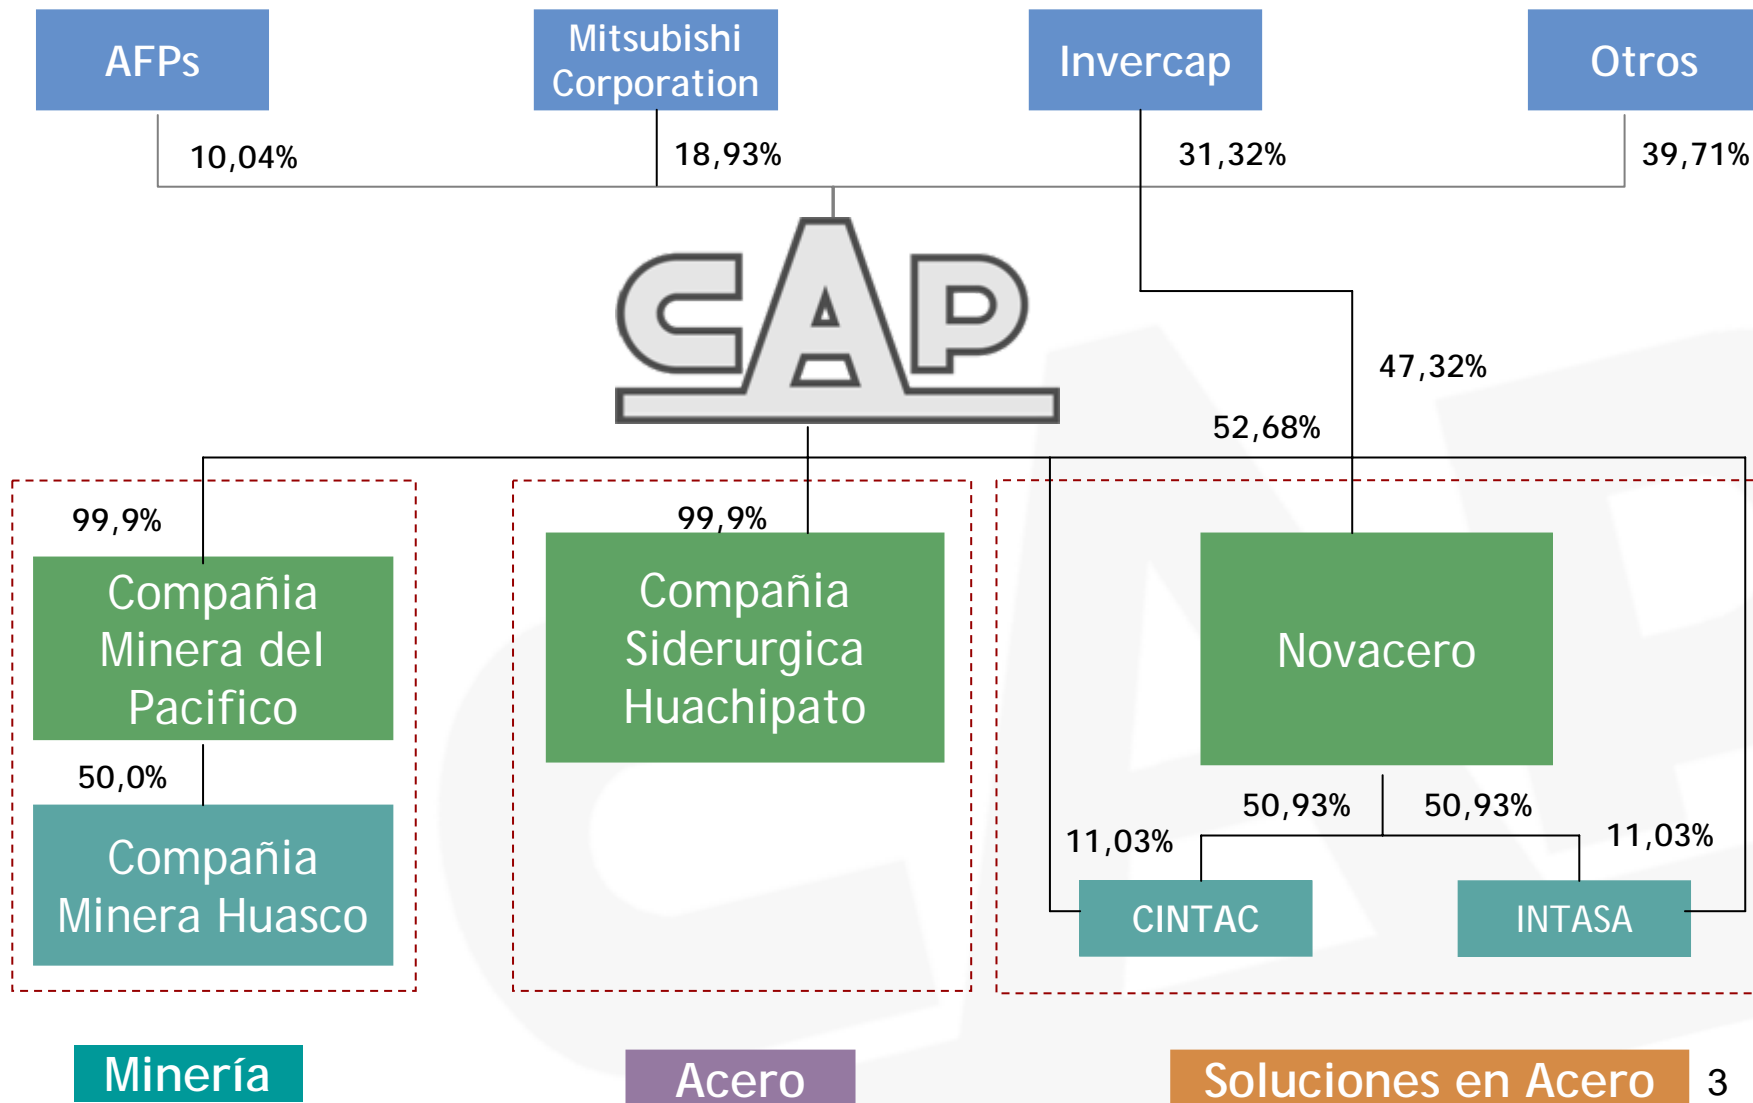 AFPs
Mitsubishi
Corporation
Invercap
Otros
10,04%
18,93%
31,32%
39,71%
CAP
47,32%
52,68%
99,9%
99,9%
Compañia
Minera del
Pacifico
Compañia
Siderurgica
Huachipato
Novacero
50,0%
50,93%
50,93%
11,03%
11,03%
Compañia
Minera Huasco
CINTAC
INTASA
Minería
Acero
Soluciones en Acero
3